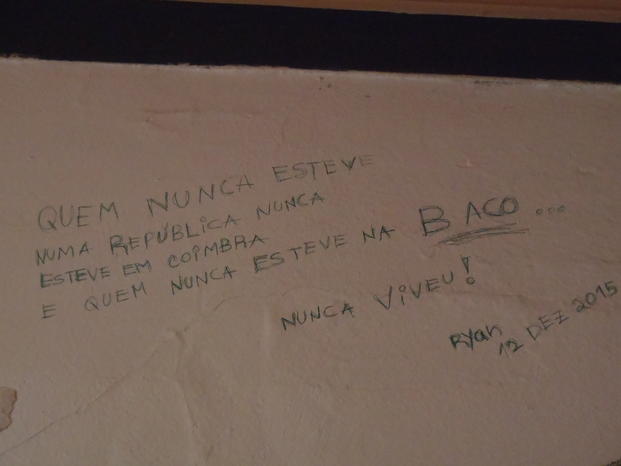 QUEM NUNCA ESTEVE
NUMA REPÚBLICA NUNCA
ESTEVE EM COIMBRA
E QUEM NUNCA ESTEVE NA BACO...
NUNCA ViVEU!
Ryan
12 DEZ 2015